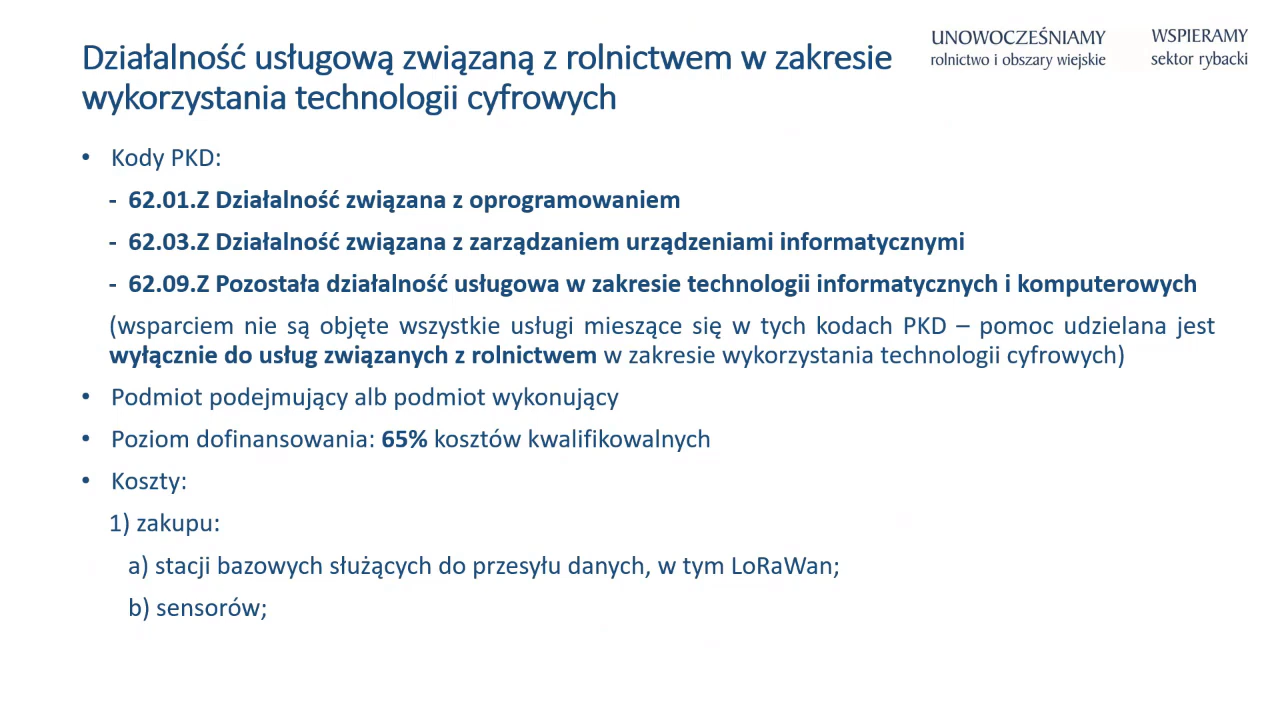 Działalność usługową związaną z rolnictwem w zakresie
wykorzystania technologii cyfrowych
UNOWOCZEŚNIAMY
rolnictwo i obszary wiejskie
WSPIERAMY
sektor rybacki
• Kody PKD:
- 62.01.Z Działalność związana z oprogramowaniem
- 62.03.Z Działalność związana z zarządzaniem urządzeniami informatycznymi
- 62.09.Z Pozostała działalność usługowa w zakresie technologii informatycznych i komputerowych
(wsparciem nie są objęte wszystkie usługi mieszące się w tych kodach PKD – pomoc udzielana jest
wyłącznie do usług związanych z rolnictwem w zakresie wykorzystania technologii cyfrowych)
• Podmiot podejmujący alb podmiot wykonujący
• Poziom dofinansowania: 65% kosztów kwalifikowalnych
• Koszty:
1) zakupu:
a) stacji bazowych służących do przesyłu danych, w tym LoRaWan;
b) sensorów;